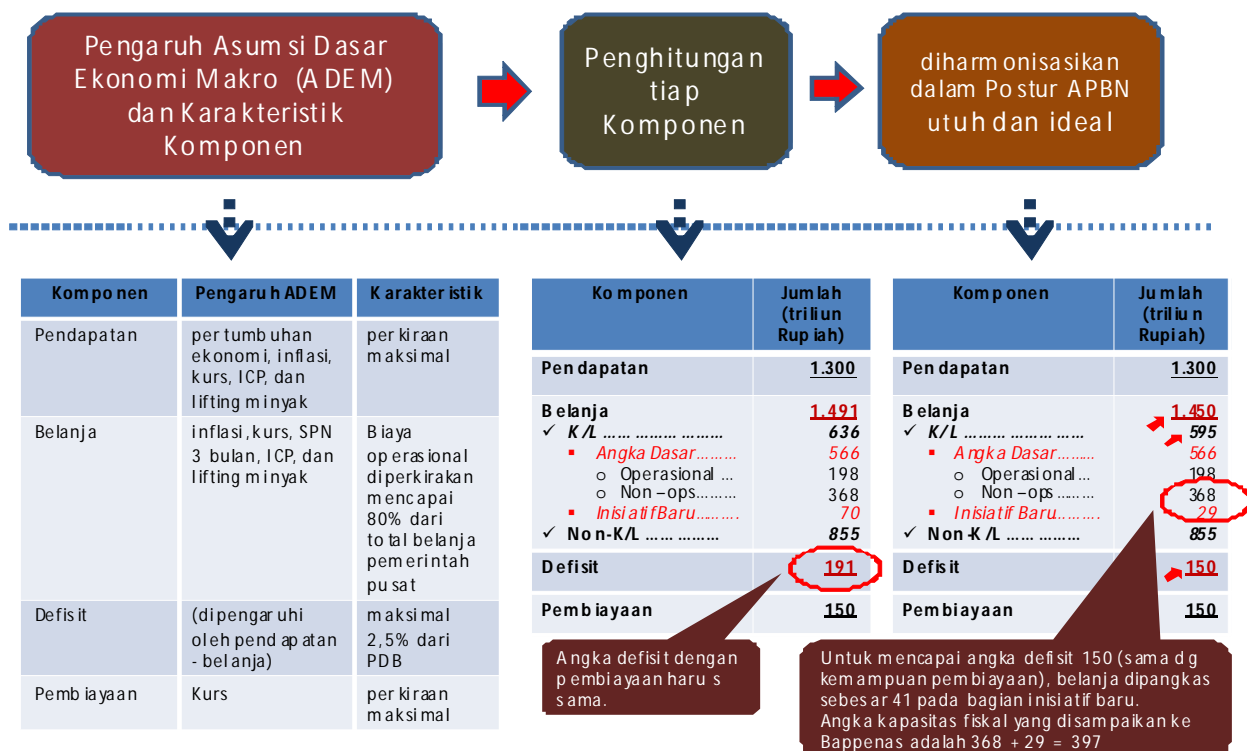 Pengaruh Asumsi Dasar
Ekonomi Makro (ADEM)
dan Karakteristik
Komponen
Penghitungan
tiap
Komponen
diharmonisasikan
dalam Postur APBN
utuh dan ideal
Komponen Pengaruh ADEM Karakteristik
Pendapatan
pertumbuhan
ekonomi, inflasi,
kurs, ICP, dan
lifting minyak
perkiraan
maksimal
Belanja
inflasi, kurs, SPN
3 bulan, ICP, dan
lifting minyak
Biaya
operasional
diperkirakan
mencapai
80% dari
total belanja
pemerintah
pusat
Defisit
(dipengaruhi
oleh pendapatan
- belanja)
maksimal
2,5% dari
PDB
Pembiayaan
Kurs
perkiraan
maksimal
Komponen
Jumlah
(triliun
Rupiah)
Pendapatan 1.300
Belanja 1.491
✓ K/L ..................... 636
▪ Angka Dasar......... 566
o Operasional ... 198
o Non –ops......... 368
▪ Inisiatif Baru.......... 70
✓ Non-K/L ............... 855
Defisit 191
Pembiayaan 150
Angka defisit dengan
pembiayaan harus
sama.
Komponen
Jumlah
(triliun
Rupiah)
Pendapatan 1.300
Belanja 1.450
✓ K/L ..................... 595
▪ Angka Dasar......... 566
o Operasional ... 198
o Non –ops ........ 368
▪ Inisiatif Baru.......... 29
✓ Non-K/L ............... 855
Defisit 150
Pembiayaan 150
Untuk mencapai angka defisit 150 (sama dg
kemampuan pembiayaan), belanja dipangkas
sebesar 41 pada bagian inisiatif baru.
Angka kapasitas fiskal yang disampaikan ke
Bappenas adalah 368 + 29 = 397